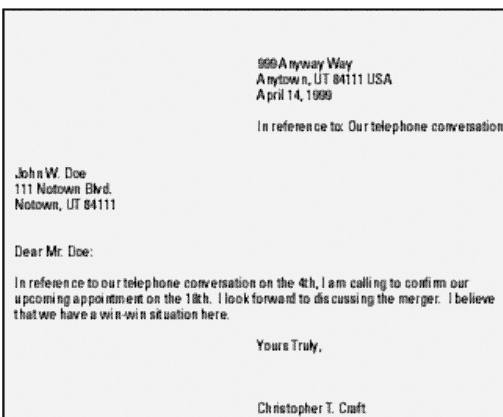 999 Anyway Way
Anytown, UT 84111 USA
April 14, 1999
In reference to: Our telephone conversation
John W. Doe
111 Notown Blvd.
Notown, UT 84111
Dear Mr. Doe:
In reference to our telephone conversation on the 4th, I am calling to confirm our
upcoming appointment on the 18th. I look forward to discussing the merger. I believe
that we have a win-win situation here.
Yours Truly,
Christopher T. Craft